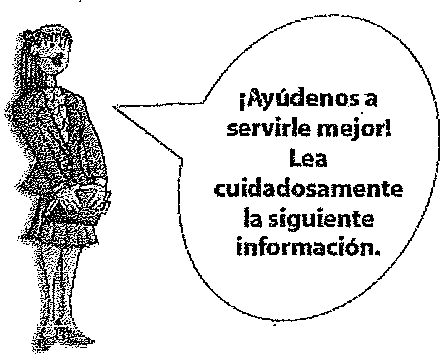 ¡Ayúdenos a
servirle mejor!
Lea
cuidadosamente
la siguiente
información.